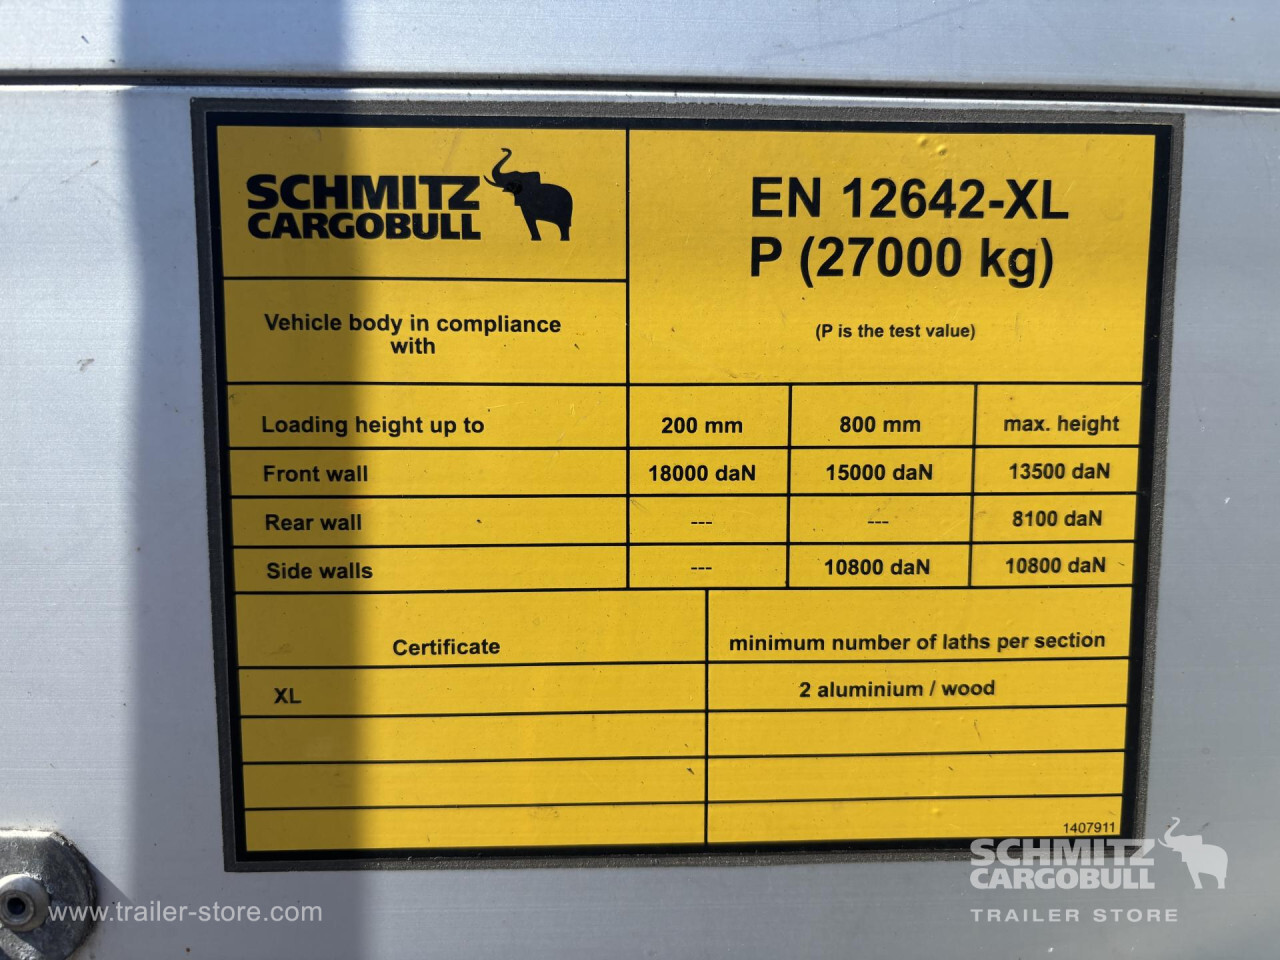 SCHMITZ
CARGOBULL
EN 12642-XL
P (27000 kg)
(P is the test value)
Vehicle body in compliance
with
Loading height up to 200 mm 800 mm max. height
Front wall 18000 daN 15000 daN 13500 daN
Rear wall --- --- 8100 daN
Side walls --- 10800 daN 10800 daN
Certificate minimum number of laths per section
XL 2 aluminium / wood
1407911
SCHMITZ
CARGOBULL
TRAILER STORE
www.trailer-store.com